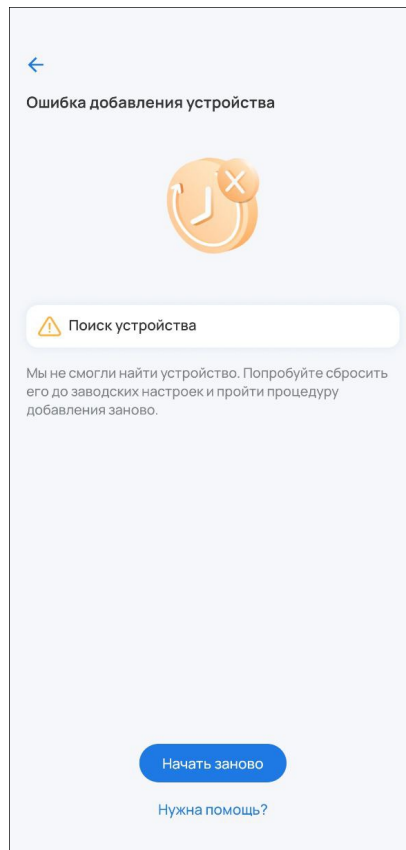 Ошибка добавления устройства
Поиск устройства
Мы не смогли найти устройство. Попробуйте сбросить
его до заводских настроек и пройти процедуру
добавления заново.
Начать заново
Нужна помощь?